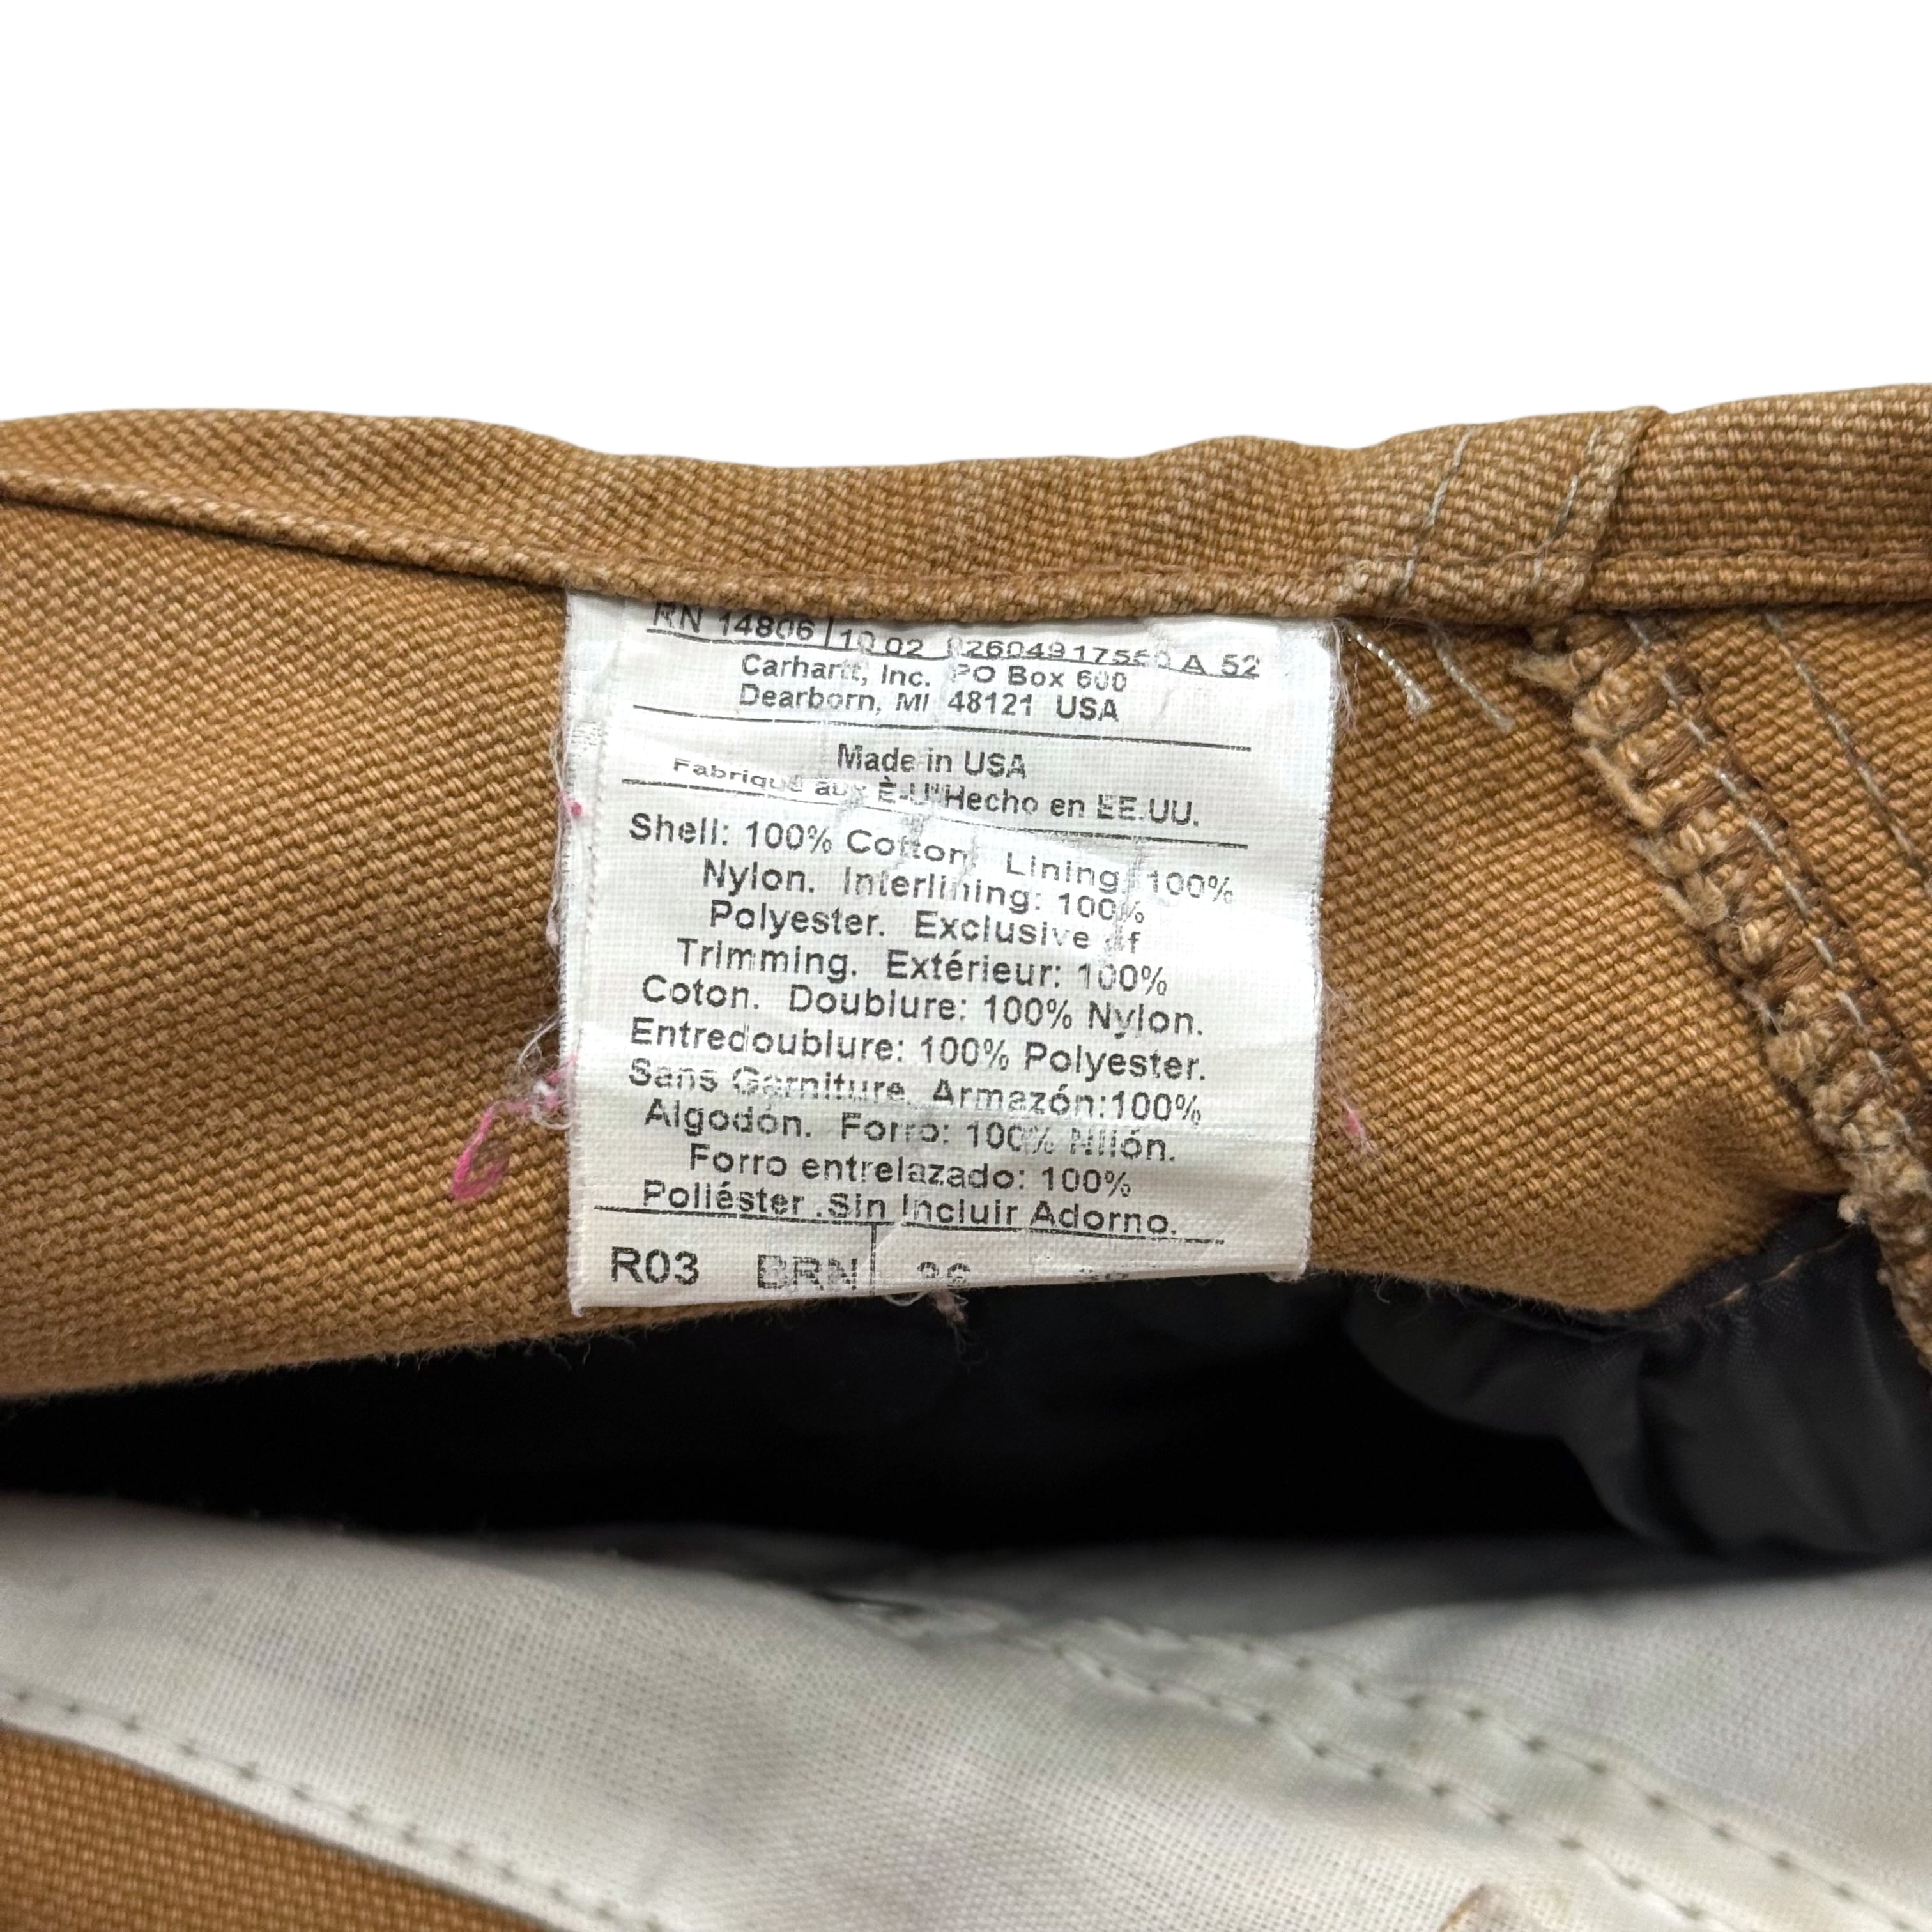 RN 14806 10 02 A 52
Carhartt, Inc. PO Box 600
Dearborn, MI 48121 USA
Made in USA
Fabriqué aux É-U"Hecho en EE.UU.
Shell: 100% Cotton. Lining: 100%
Nylon. Interlining: 100%
Polyester. Exclusive of
Trimming. Extérieur: 100%
Coton. Doublure: 100% Nylon.
Entredoublure: 100% Polyester.
Sans Garniture. Armazón:100%
Algodón. Forro: 100% Nilón.
Forro entrelazado: 100%
Poliéster .Sin Incluir Adorno.
R03 BRN